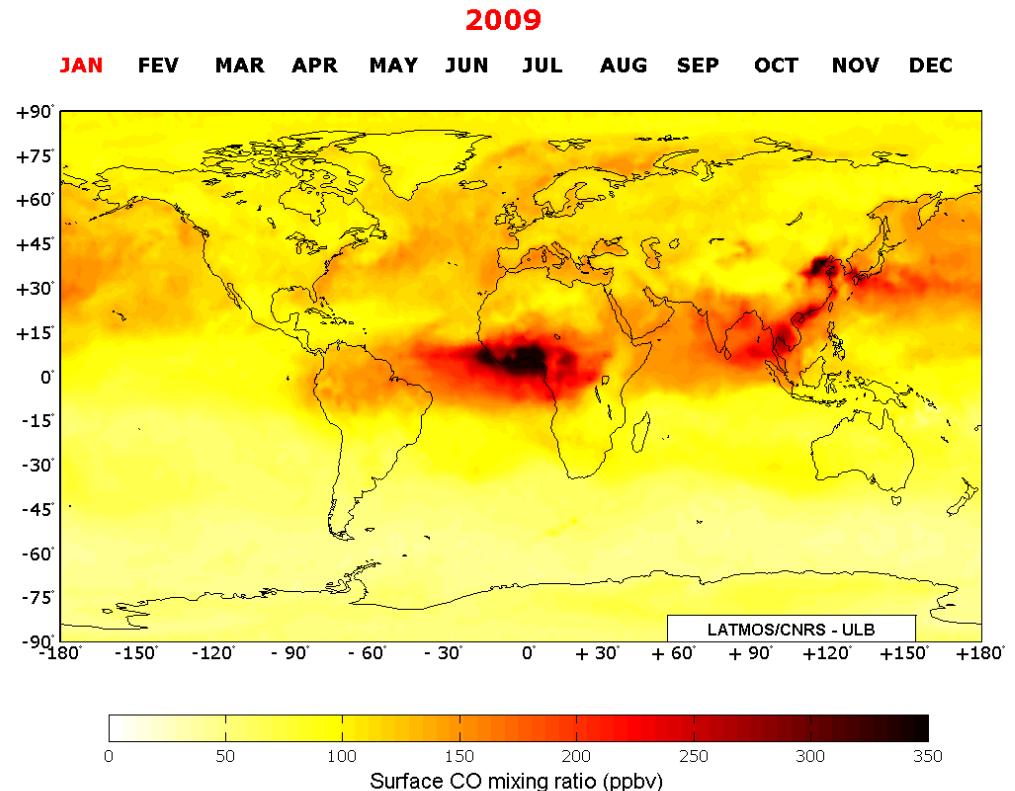 2009
JAN FEV MAR APR MAY JUN JUL AUG SEP OCT NOV DEC
+90°
+75°
+60°
+45°
+30°
+15°
0°
-15°
-30°
-45°
-60°
-75°
-90°
LATMOS/CNRS - ULB
-180° -150° -120° - 90° - 60° - 30° 0° + 30° + 60° + 90° +120° +150° +180°
0 50 100 150 200 250 300 350
Surface CO mixing ratio (ppbv)